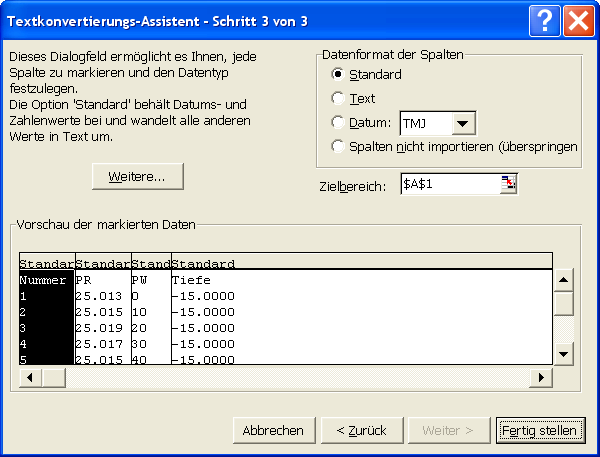 Textkonvertierungs-Assistent - Schritt 3 von 3
Dieses Dialogfeld ermöglicht es Ihnen, jede
Spalte zu markieren und den Datentyp
festzulegen.
Die Option 'Standard' behält Datums- und
Zahlenwerte bei und wandelt alle anderen
Werte in Text um.
Weitere...
Datenformat der Spalten
Standard
Text
Datum: TMJ
Spalten nicht importieren (überspringen
Zielbereich: $A$1
Vorschau der markierten Daten
Standar Standar Stand Standard
Nummer PR PW Tiefe
1 25.013 0 -15.0000
2 25.015 10 -15.0000
3 25.019 20 -15.0000
4 25.017 30 -15.0000
5 25.015 40 -15.0000
Abbrechen < Zurück Weiter > Fertig stellen